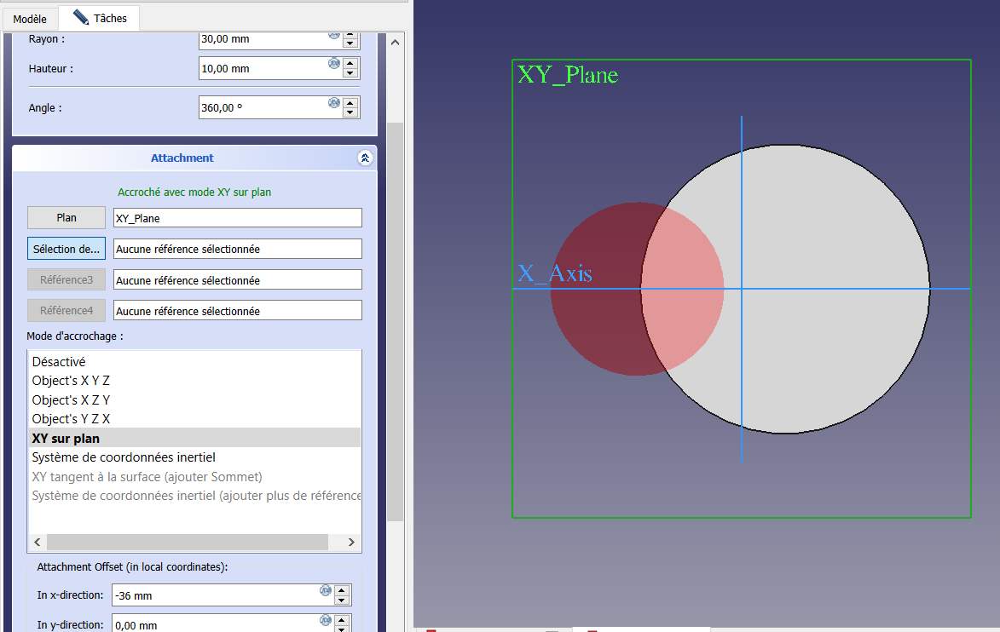 Modèle
Tâches
Rayon :
30,00 mm
Hauteur :
10,00 mm
Angle :
360,00 º
Attachment
Accroché avec mode XY sur plan
Plan
XY_Plane
Sélection de...
Aucune référence sélectionnée
Référence3
Aucune référence sélectionnée
Référence4
Aucune référence sélectionnée
Mode d'accrochage :
Désactivé
Object's X Y Z
Object's X Z Y
Object's Y Z X
XY sur plan
Système de coordonnées inertiel
XY tangent à la surface (ajouter Sommet)
Système de coordonnées inertiel (ajouter plus de référence
Attachment Offset (in local coordinates):
In x-direction:
-36 mm
In y-direction:
0,00 mm
XY_Plane
X_Axis